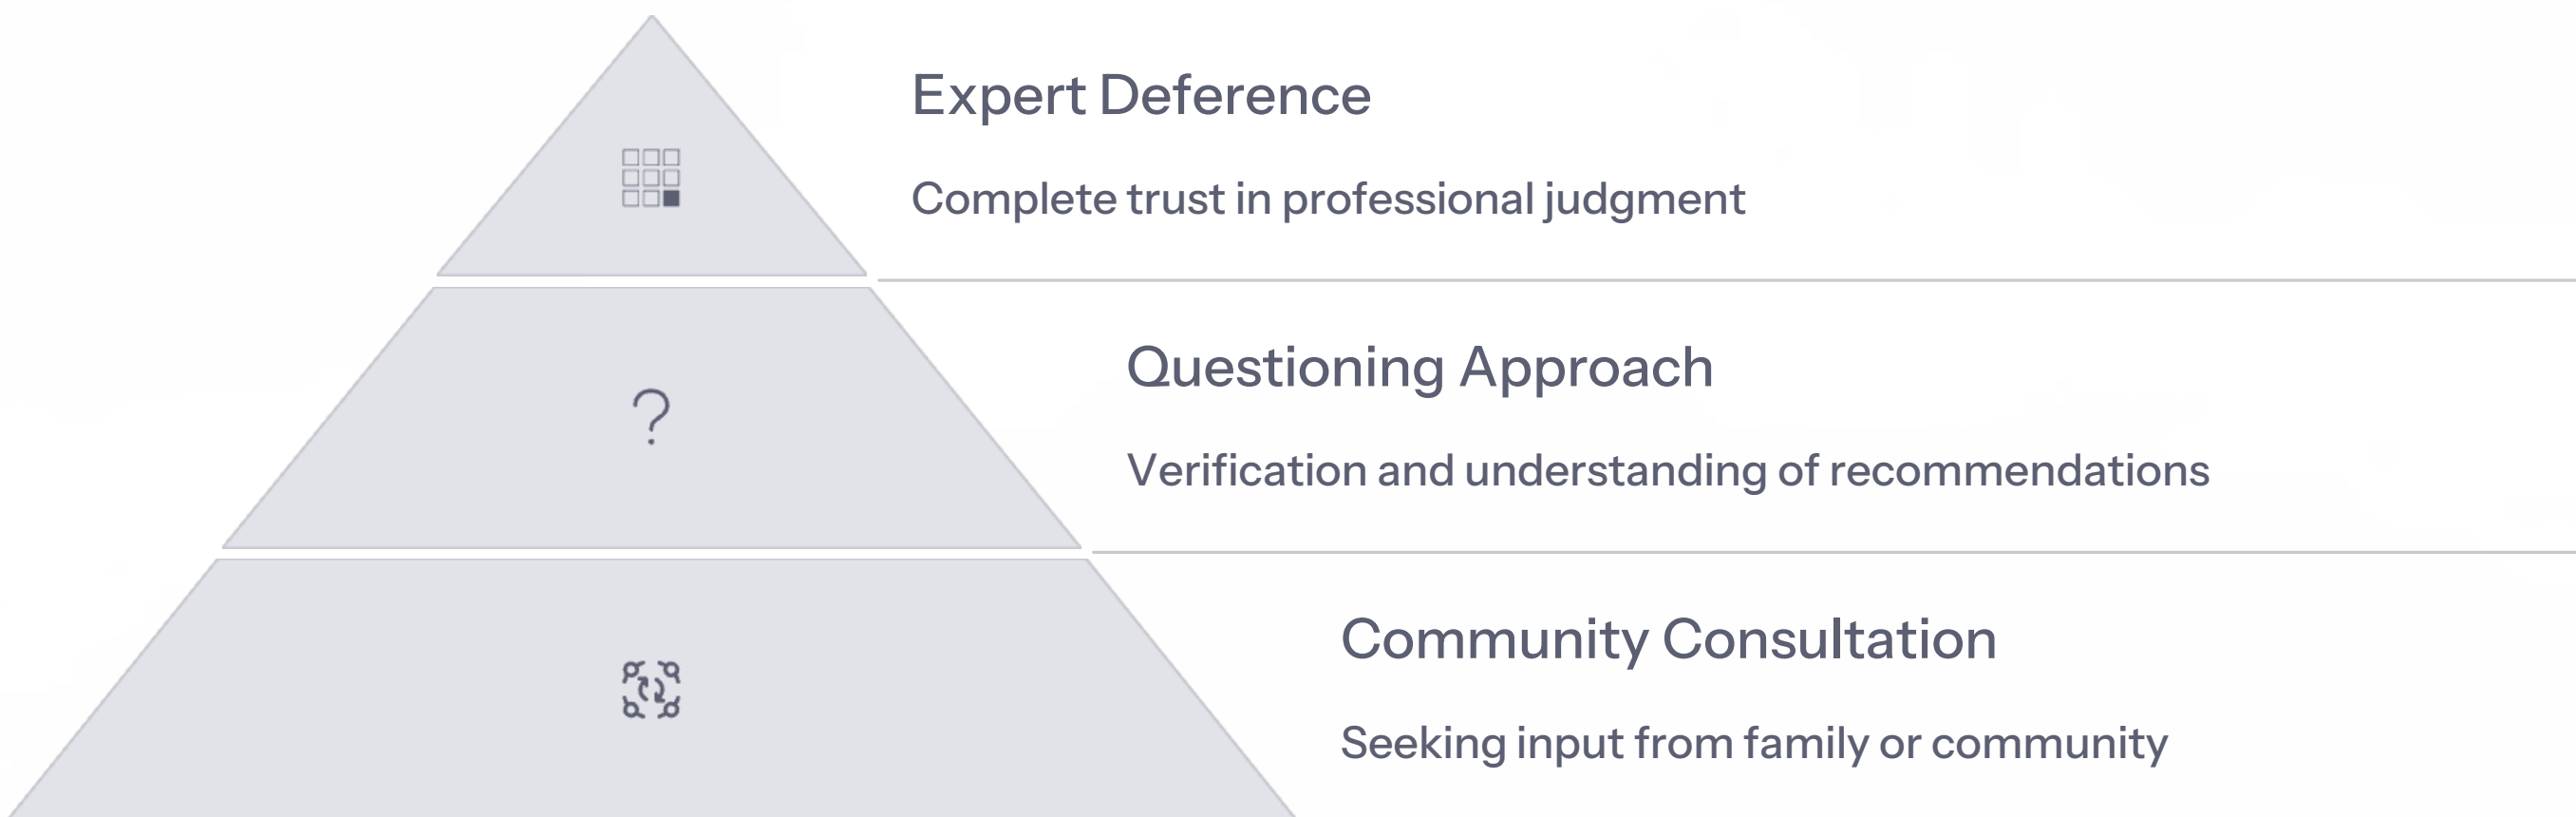 Expert Deference
Complete trust in professional judgment
?
Questioning Approach
Verification and understanding of recommendations
Community Consultation
Seeking input from family or community